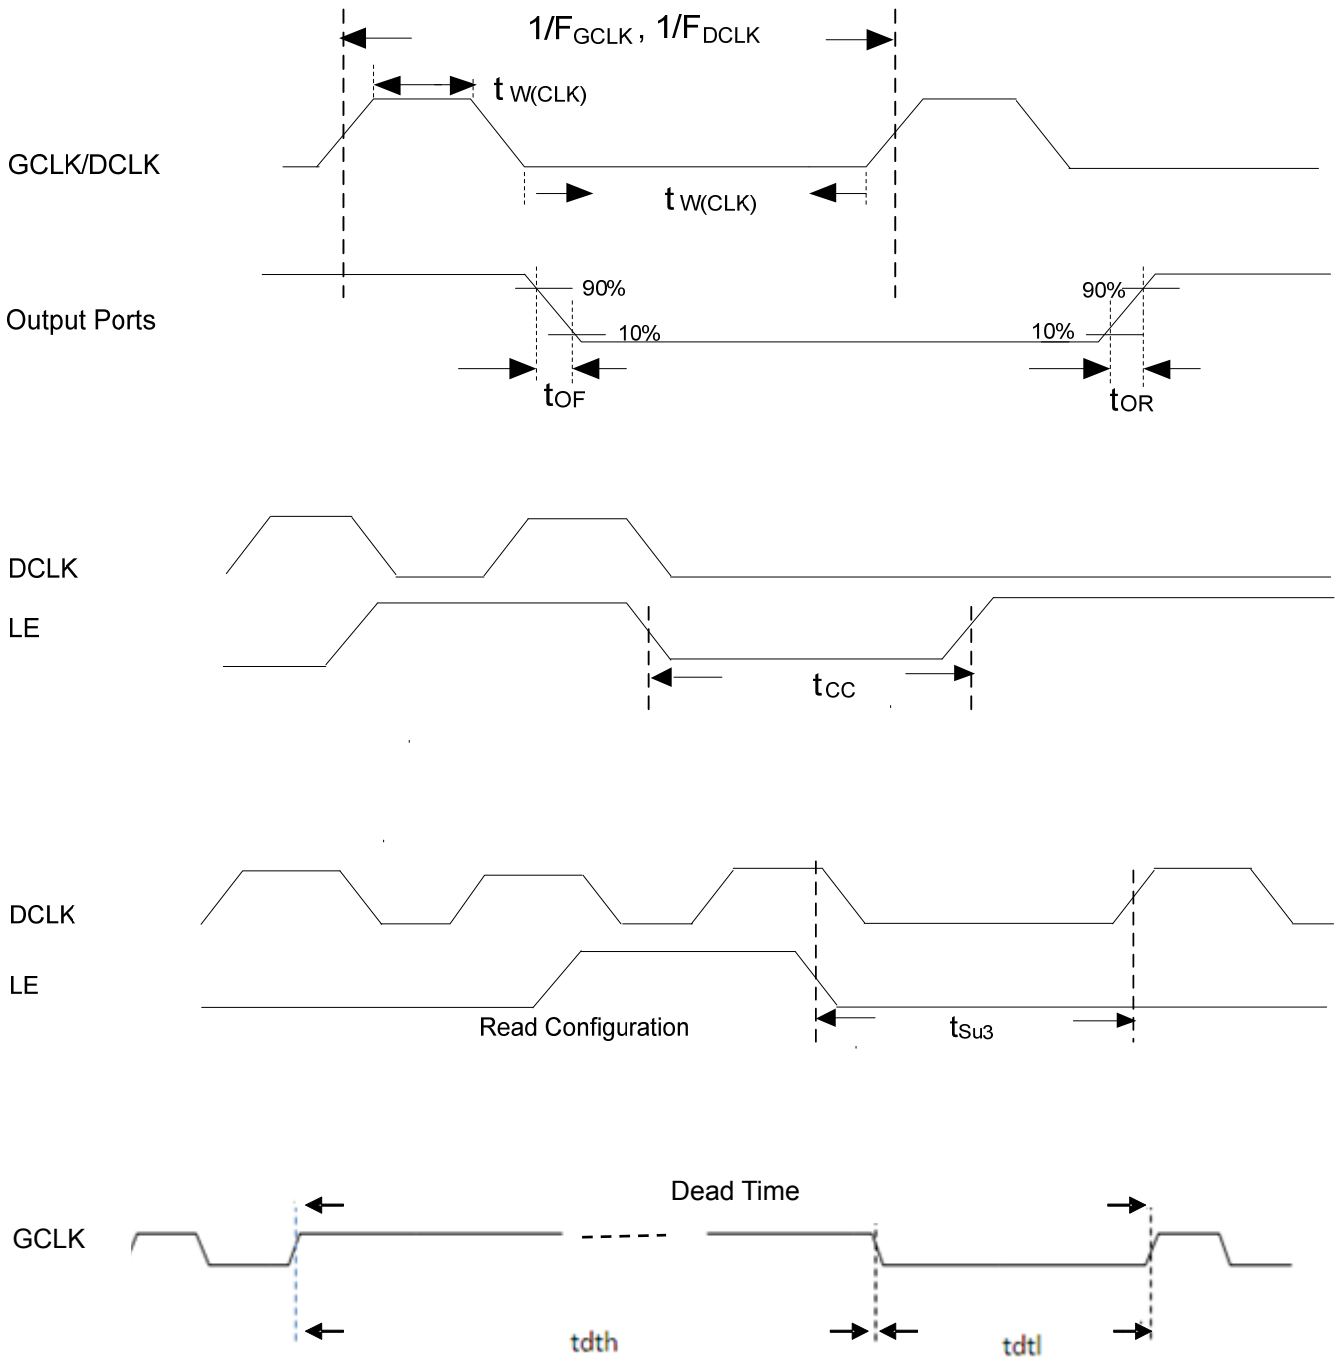 1/FGCLK , 1/FDCLK
t W(CLK)
GCLK/DCLK
t W(CLK)
90% 90%
Output Ports
10% 10%
tOF tOR
DCLK
LE
tCC
DCLK
LE
Read Configuration tSu3
Dead Time
GCLK
tdth tdtl